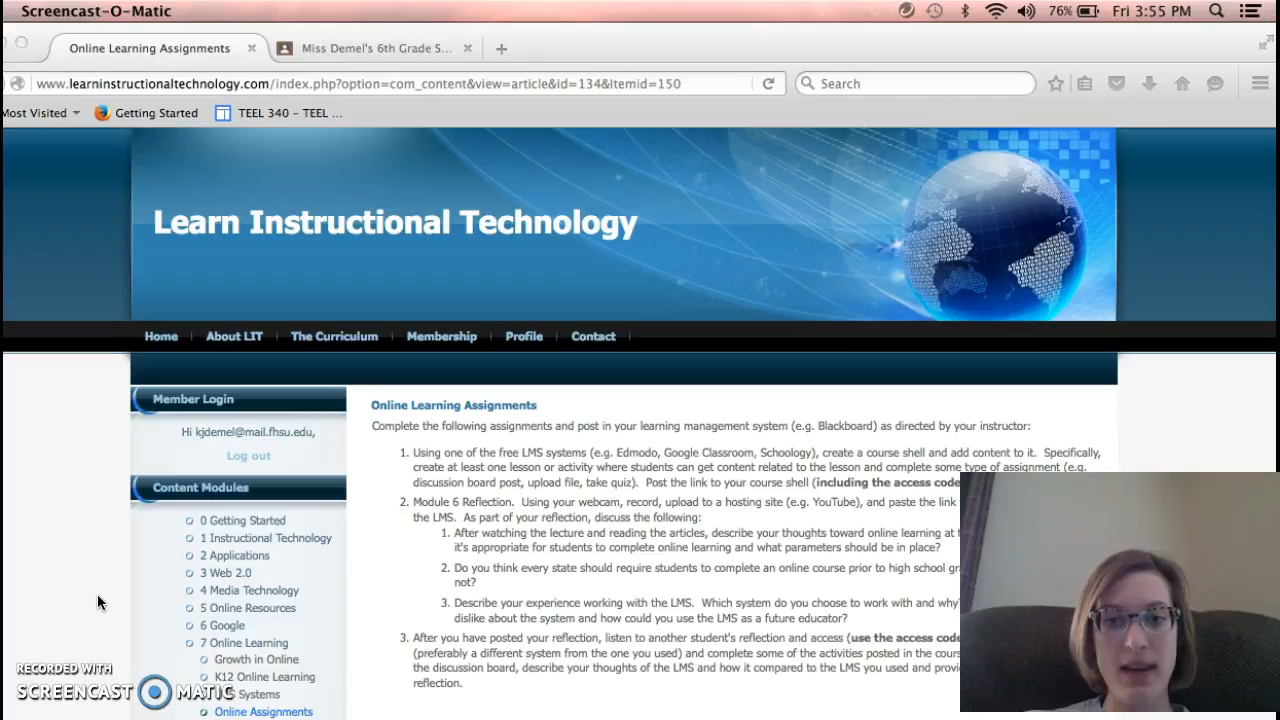 Screencast-O-Matic
76% Fri 3:55 PM
Online Learning Assignments
Miss Demel's 6th Grade S...
www.learninstructionaltechnology.com/index.php?option=com_content&view=article&id=134&Itemid=150
Search
Most Visited
Getting Started
TEEL 340 – TEEL ...
Learn Instructional Technology
Home
About LIT
The Curriculum
Membership
Profile
Contact
Member Login
Hi kjdemel@mail.fhsu.edu,
Log out
Content Modules
0 Getting Started
1 Instructional Technology
2 Applications
3 Web 2.0
4 Media Technology
5 Online Resources
6 Google
7 Online Learning
Growth in Online
K12 Online Learning
Systems
Online Assignments
Online Learning Assignments
Complete the following assignments and post in your learning management system (e.g. Blackboard) as directed by your instructor:
1. Using one of the free LMS systems (e.g. Edmodo, Google Classroom, Schoology), create a course shell and add content to it. Specifically,
create at least one lesson or activity where students can get content related to the lesson and complete some type of assignment (e.g.
discussion board post, upload file, take quiz). Post the link to your course shell (including the access code
2. Module 6 Reflection. Using your webcam, record, upload to a hosting site (e.g. YouTube), and paste the link
the LMS. As part of your reflection, discuss the following:
1. After watching the lecture and reading the articles, describe your thoughts toward online learning at
it's appropriate for students to complete online learning and what parameters should be in place?
2. Do you think every state should require students to complete an online course prior to high school
not?
3. Describe your experience working with the LMS. Which system do you choose to work with and why?
dislike about the system and how could you use the LMS as a future educator?
3. After you have posted your reflection, listen to another student's reflection and access (use the access code
(preferably a different system from the one you used) and complete some of the activities posted in the
the discussion board, describe your thoughts of the LMS and how it compared to the LMS you used and
reflection.
RECORDED WITH
SCREENCAST MATIC